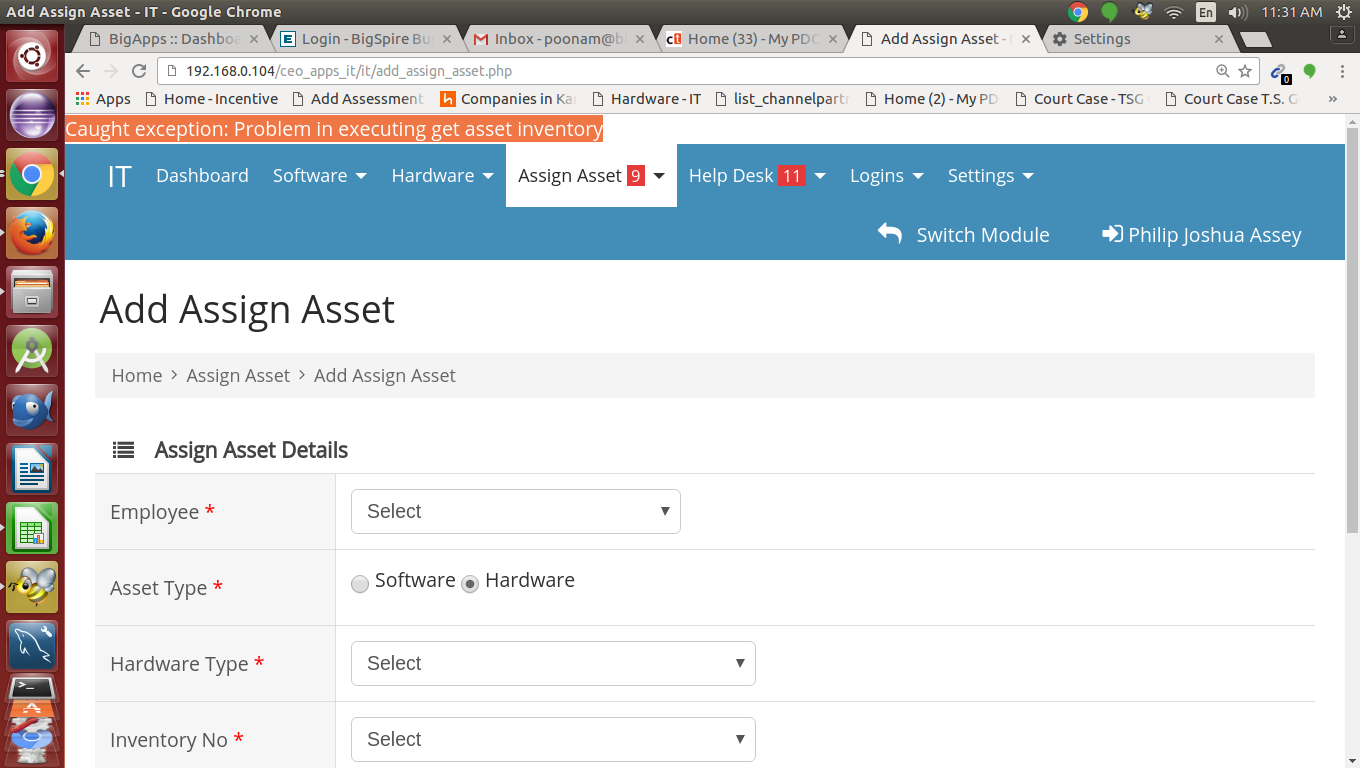 Add Assign Asset - IT - Google Chrome
En
11:31 AM
BigApps :: Dashboa
Login - BigSpire Bu
Inbox - poonam@b
Home (33) - My PDC
Add Assign Asset -
Settings
192.168.0.104/ceo_apps_it/it/add_assign_asset.php
0
Apps
Home - Incentive
Add Assessment
Companies in Kar
Hardware - IT
list_channelpartn
Home (2) - My PD
Court Case - TSG
Court Case T.S. G
Caught exception: Problem in executing get asset inventory
IT
Dashboard
Software
Hardware
Assign Asset 9
Help Desk 11
Logins
Settings
Switch Module
Philip Joshua Assey
Add Assign Asset
Home > Assign Asset > Add Assign Asset
Assign Asset Details
Employee *
Select
Asset Type *
Software
Hardware
Hardware Type *
Select
Inventory No *
Select